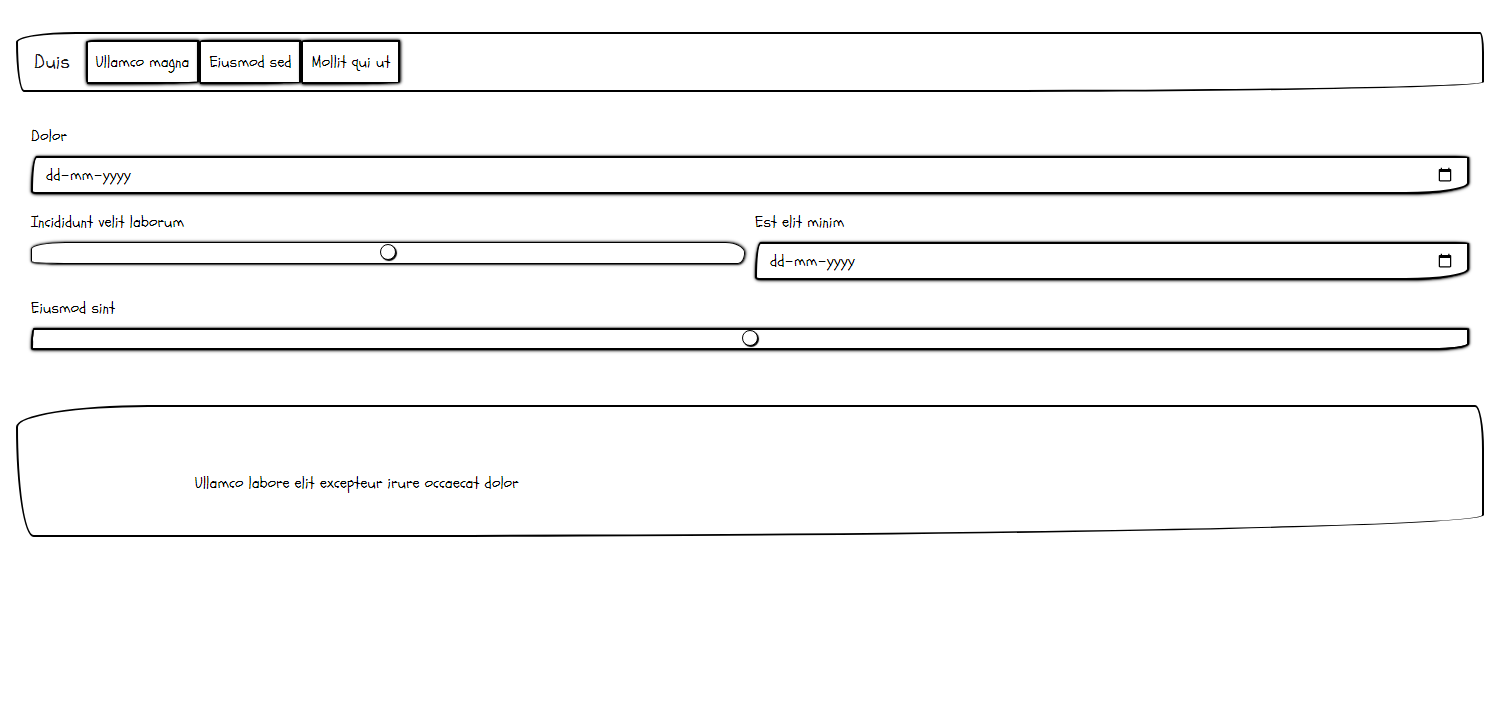 Duis Ullamco magna Eiusmod sed Mollit qui ut
Dolor
dd-mm-yyyy
Incididunt velit laborum
Est elit minim
dd-mm-yyyy
Eiusmod sint
Ullamco labore elit excepteur irure occaecat dolor